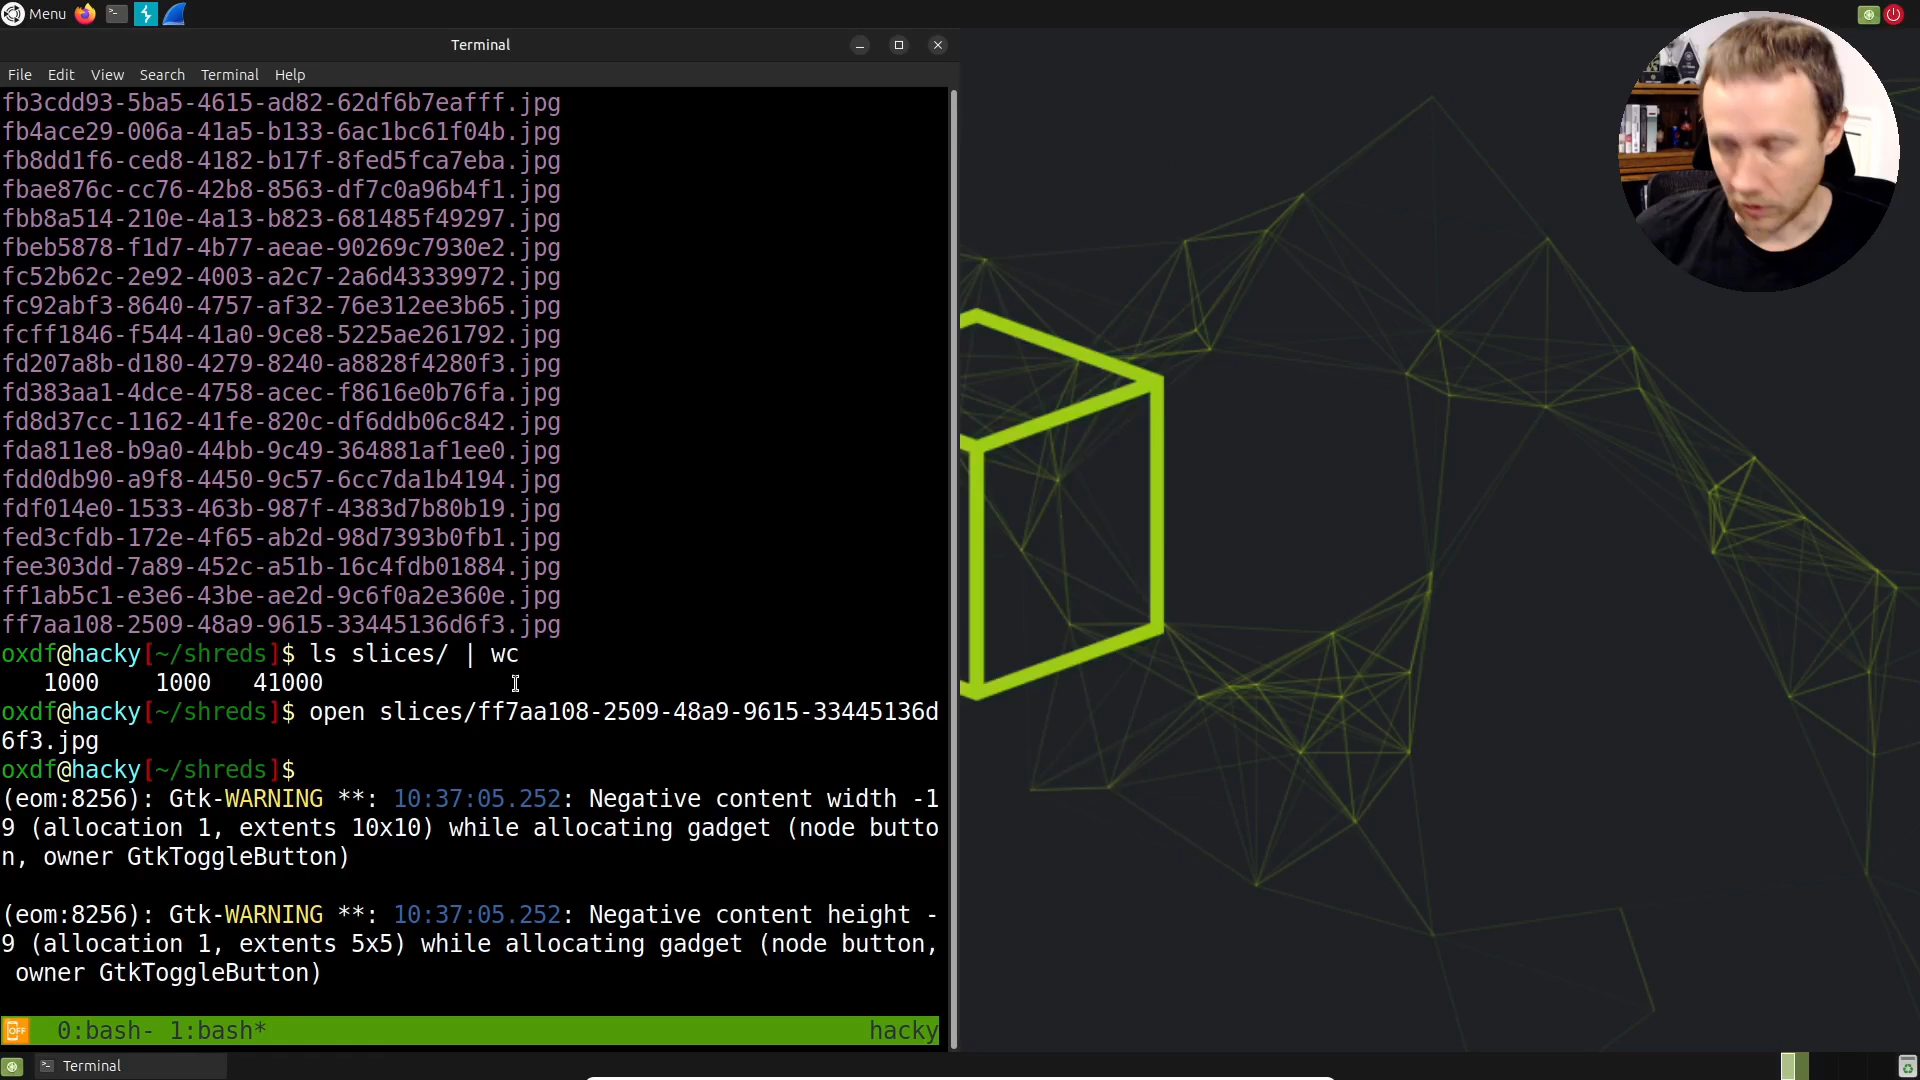 Menu
Terminal
File Edit View Search Terminal Help
fb3cdd93-5ba5-4615-ad82-62df6b7eafff.jpg
fb4ace29-006a-41a5-b133-6ac1bc61f04b.jpg
fb8dd1f6-ced8-4182-b17f-8fed5fca7eba.jpg
fbae876c-cc76-42b8-8563-df7c0a96b4f1.jpg
fbb8a514-210e-4a13-b823-681485f49297.jpg
fbeb5878-f1d7-4b77-aeae-90269c7930e2.jpg
fc52b62c-2e92-4003-a2c7-2a6d43339972.jpg
fc92abf3-8640-4757-af32-76e312ee3b65.jpg
fcff1846-f544-41a0-9ce8-5225ae261792.jpg
fd207a8b-d180-4279-8240-a8828f4280f3.jpg
fd383aa1-4dce-4758-acec-f8616e0b76fa.jpg
fd8d37cc-1162-41fe-820c-df6ddb06c842.jpg
fda811e8-b9a0-44bb-9c49-364881af1ee0.jpg
fdd0db90-a9f8-4450-9c57-6cc7da1b4194.jpg
fdf014e0-1533-463b-987f-4383d7b80b19.jpg
fed3cfdb-172e-4f65-ab2d-98d7393b0fb1.jpg
fee303dd-7a89-452c-a51b-16c4fdb01884.jpg
ff1ab5c1-e3e6-43be-ae2d-9c6f0a2e360e.jpg
ff7aa108-2509-48a9-9615-33445136d6f3.jpg
oxdf@hacky[~/shreds]$ ls slices/ | wc
   1000    1000   41000
oxdf@hacky[~/shreds]$ open slices/ff7aa108-2509-48a9-9615-33445136d
6f3.jpg
oxdf@hacky[~/shreds]$
(eom:8256): Gtk-WARNING **: 10:37:05.252: Negative content width -1
9 (allocation 1, extents 10x10) while allocating gadget (node butto
n, owner GtkToggleButton)
(eom:8256): Gtk-WARNING **: 10:37:05.252: Negative content height -
9 (allocation 1, extents 5x5) while allocating gadget (node button,
 owner GtkToggleButton)
OFF 0:bash- 1:bash* hacky
Terminal